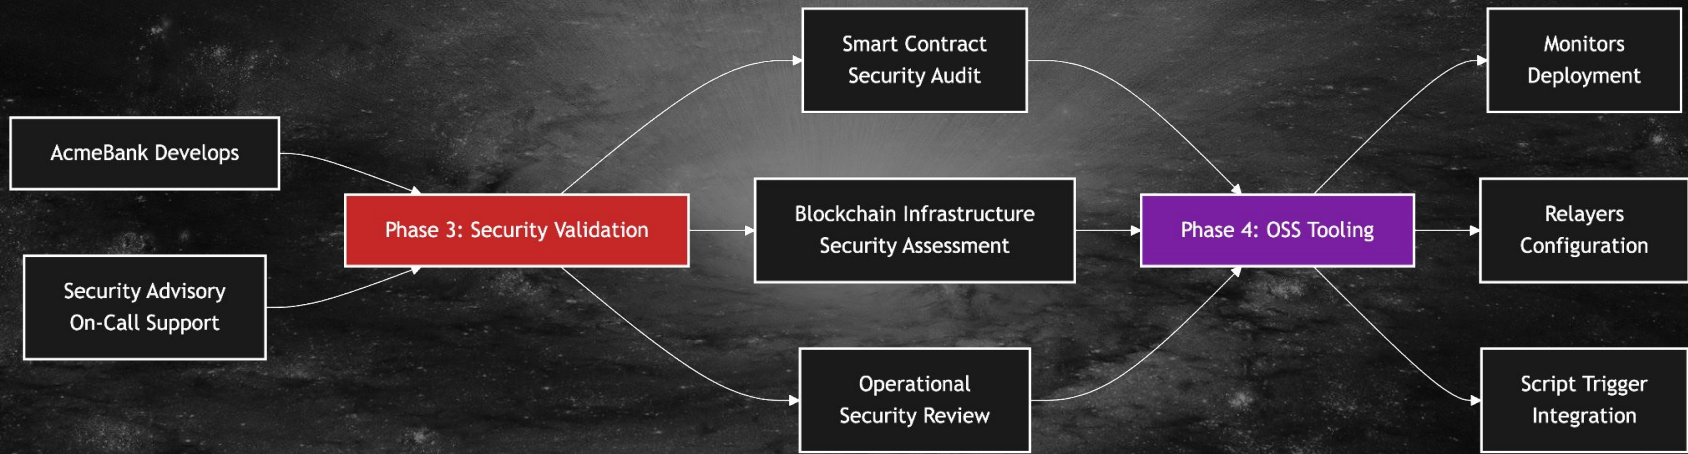 AcmeBank Develops
Security Advisory
On-Call Support
Phase 3: Security Validation
Smart Contract
Security Audit
Blockchain Infrastructure
Security Assessment
Operational
Security Review
Phase 4: OSS Tooling
Monitors
Deployment
Relayers
Configuration
Script Trigger
Integration